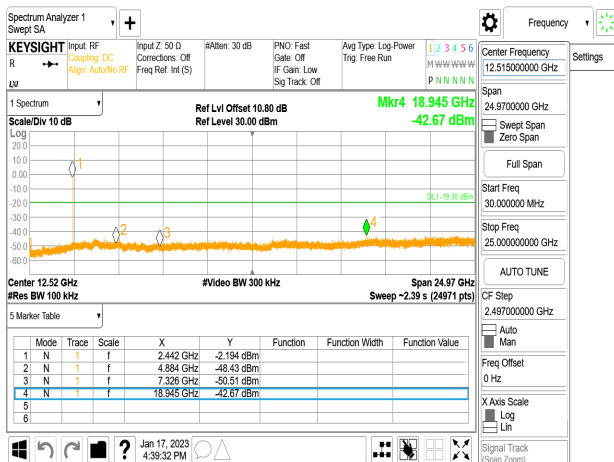 Spectrum Analyzer 1
Swept SA
Frequency
KEYSIGHT
R
Input: RF
Coupling: DC
Align: Auto/No RF
Input Z: 50 Ω
Corrections: Off
Freq Ref: Int (S)
#Atten: 30 dB
PNO: Fast
Gate: Off
IF Gain: Low
Sig Track: Off
Avg Type: Log-Power
Trig: Free Run
1 2 3 4 5 6
M W W W W W
P N N N N N
1 Spectrum
Scale/Div 10 dB
Ref Lvl Offset 10.80 dB
Ref Level 30.00 dBm
Mkr4 18.945 GHz
-42.67 dBm
Log
20.0
10.0
0.00
-10.0
-20.0
-30.0
-40.0
-50.0
-60.0
1
2
3
4
DL1 -19.30 dBm
Center 12.52 GHz
#Res BW 100 kHz
#Video BW 300 kHz
Span 24.97 GHz
Sweep ~2.39 s (24971 pts)
5 Marker Table
Mode Trace Scale X Y Function Function Width Function Value
1 N 1 f 2.442 GHz -2.194 dBm
2 N 1 f 4.884 GHz -48.43 dBm
3 N 1 f 7.326 GHz -50.51 dBm
4 N 1 f 18.945 GHz -42.67 dBm
5
6
?
Jan 17, 2023
4:39:32 PM
Center Frequency
12.515000000 GHz
Settings
Span
24.9700000 GHz
Swept Span
Zero Span
Full Span
Start Freq
30.000000 MHz
Stop Freq
25.000000000 GHz
AUTO TUNE
CF Step
2.497000000 GHz
Auto
Man
Freq Offset
0 Hz
X Axis Scale
Log
Lin
Signal Track
(Span Zoom)